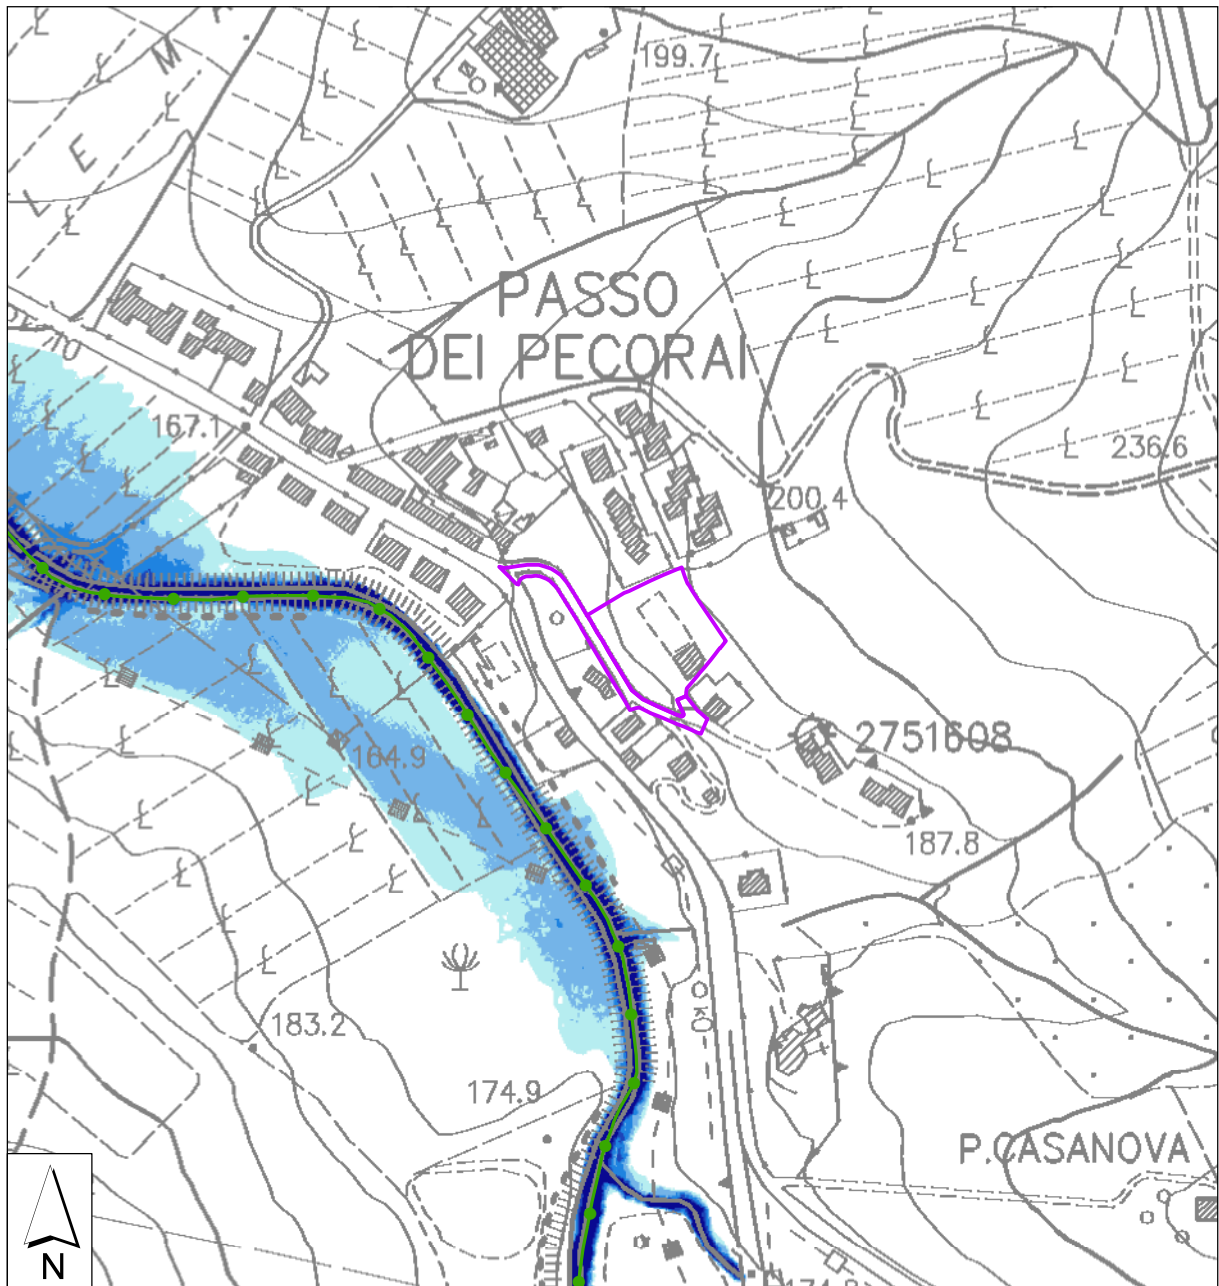 199.7
PASSO
DEI PECORAI
167.1
236.6
200.4
2751608
164.9
187.8
183.2
174.9
P.CASANOVA
N